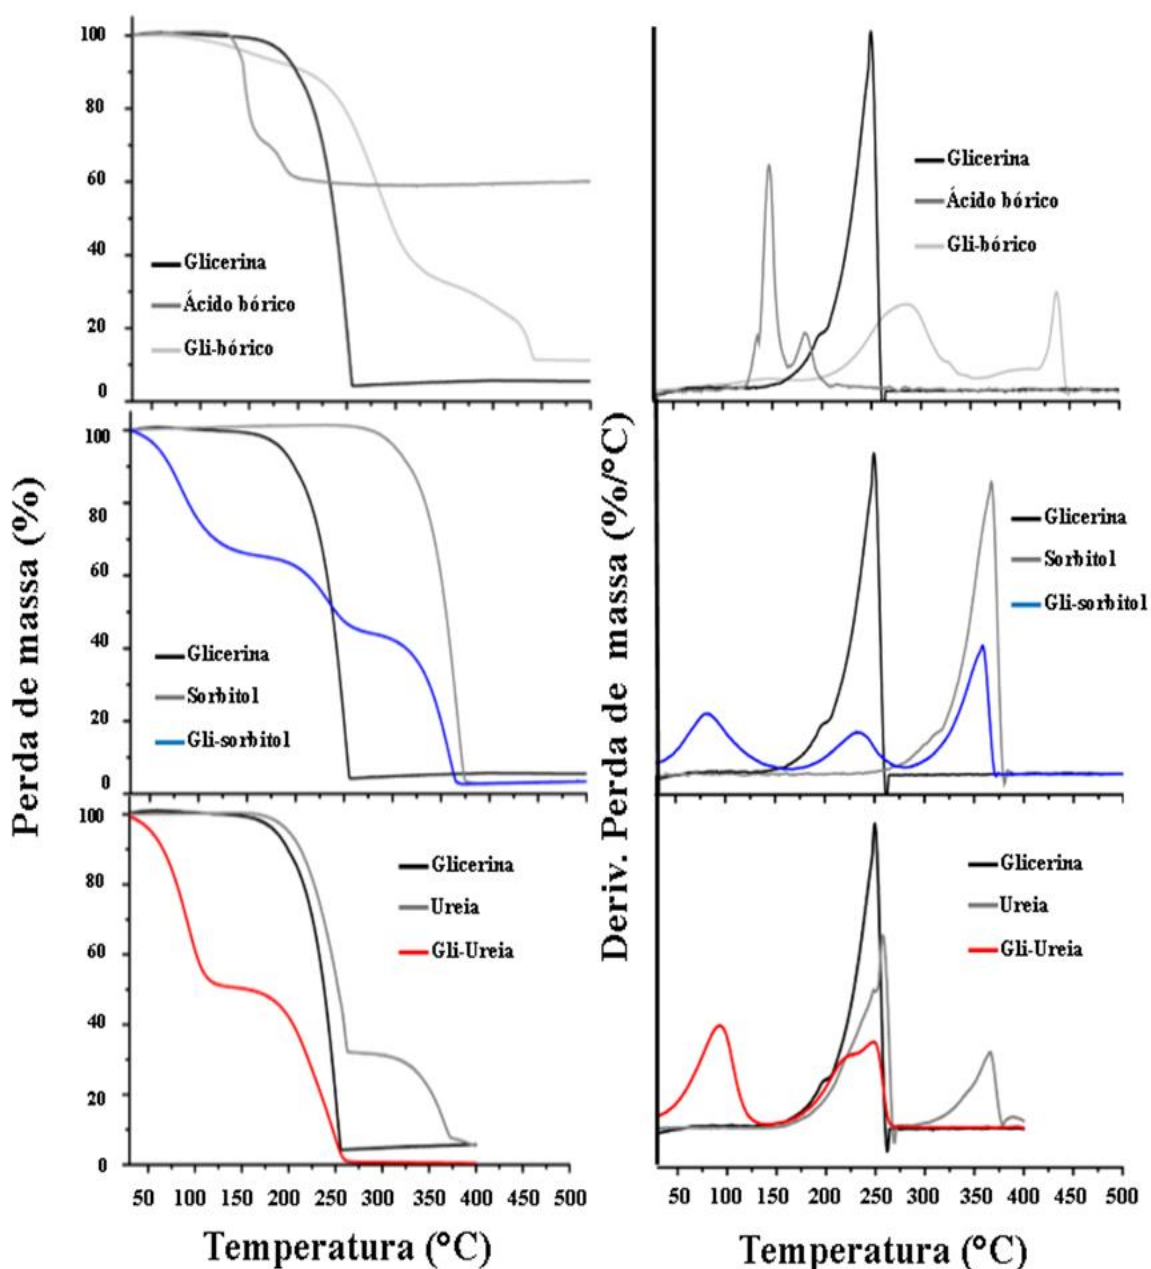 Perda de massa (%)
100
80
60
40
20
0
Glicerina
Ácido bórico
Gli-bórico
100
80
60
40
20
0
Glicerina
Sorbitol
Gli-sorbitol
100
80
60
40
20
0
Glicerina
Ureia
Gli-Ureia
50 100 150 200 250 300 350 400 450 500
Temperatura (°C)
Deriv. Perda de massa (%/°C)
Glicerina
Ácido bórico
Gli-bórico
Glicerina
Sorbitol
Gli-sorbitol
Glicerina
Ureia
Gli-Ureia
50 100 150 200 250 300 350 400 450 500
Temperatura (°C)